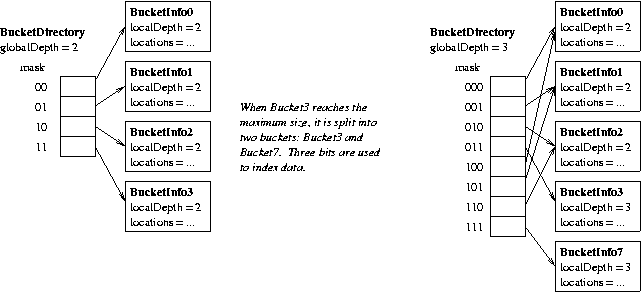 BucketDirectory
globalDepth = 2
mask
00
01
10
11
BucketInfo0
localDepth = 2
locations = ...
BucketInfo1
localDepth = 2
locations = ...
BucketInfo2
localDepth = 2
locations = ...
BucketInfo3
localDepth = 2
locations = ...
When Bucket3 reaches the
maximum size, it is split into
two buckets: Bucket3 and
Bucket7. Three bits are used
to index data.
BucketDirectory
globalDepth = 3
mask
000
001
010
011
100
101
110
111
BucketInfo0
localDepth = 2
locations = ...
BucketInfo1
localDepth = 2
locations = ...
BucketInfo2
localDepth = 2
locations = ...
BucketInfo3
localDepth = 3
locations = ...
BucketInfo7
localDepth = 3
locations = ...